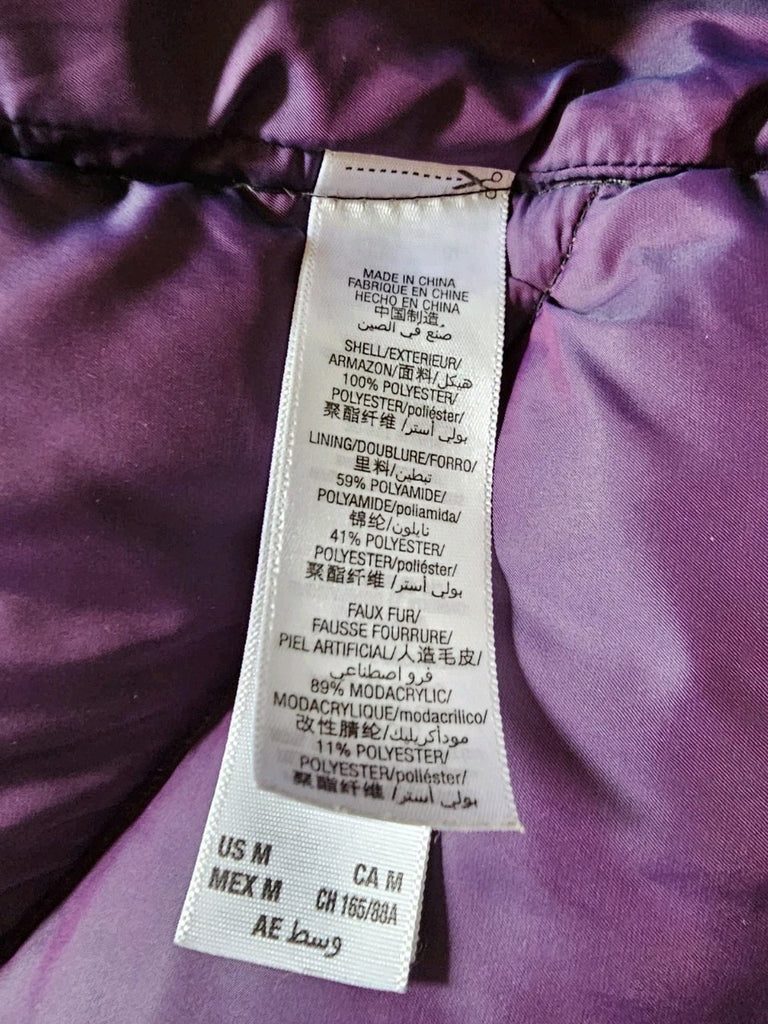 MADE IN CHINA
FABRIQUE EN CHINE
HECHO EN CHINA
中国制造
صُنع في الصين
SHELL/EXTERIEUR/
ARMAZON/面料/هيكل/
100% POLYESTER/
POLYESTER/poliéster/
聚酯纤维 /بولي أستر/
LINING/DOUBLURE/FORRO/
里料/تبطين/
59% POLYAMIDE/
POLYAMIDE/poliamida/
锦纶/نايلون/
41% POLYESTER/
POLYESTER/poliéster/
聚酯纤维 /بولي أستر/
FAUX FUR/
FAUSSE FOURRURE/
PIEL ARTIFICIAL/人造毛皮/
فرو اصطناعي
89% MODACRYLIC/
MODACRYLIQUE/modacrílico/
改性腈纶/مودأكريليك/
11% POLYESTER/
POLYESTER/poliéster/
聚酯纤维 /بولي أستر/
US M CA M
MEX M CH 165/88A
AE وسط